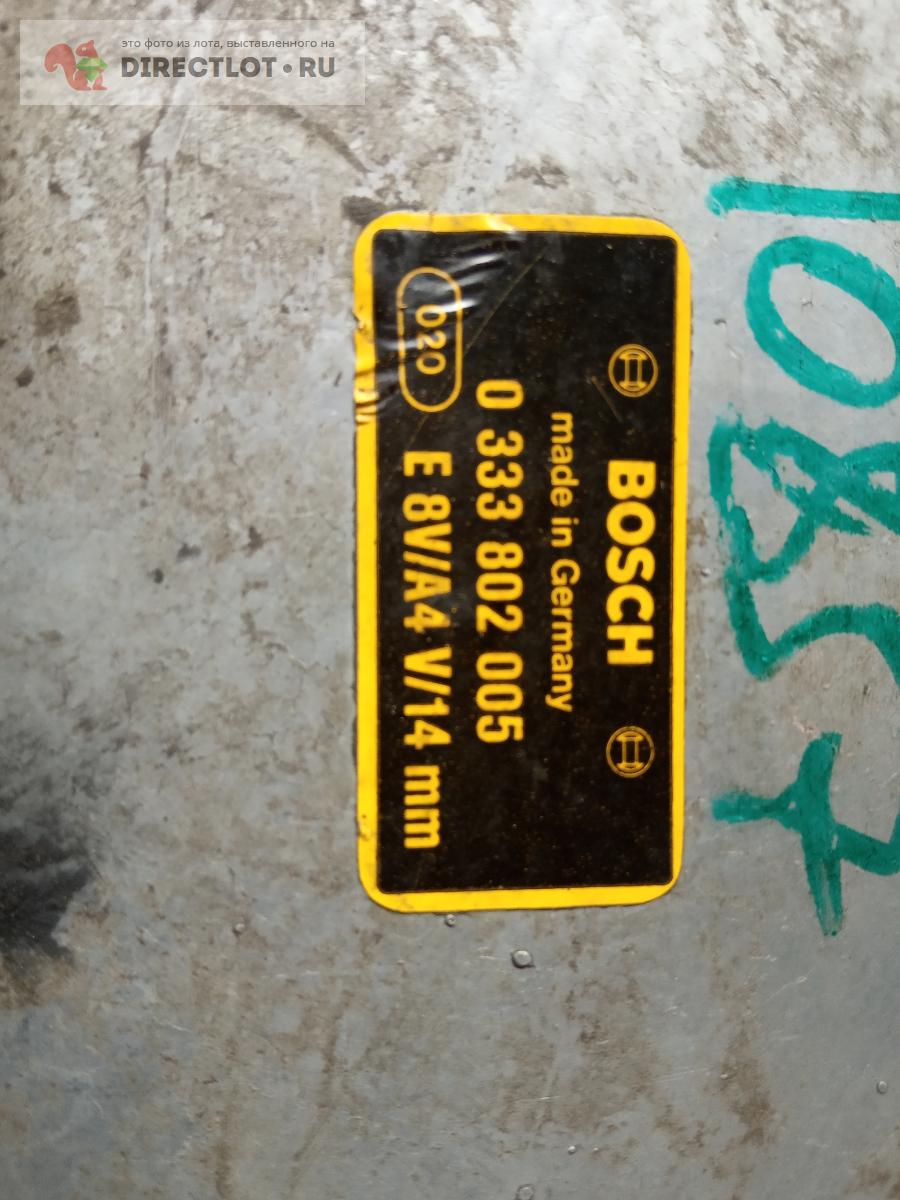 это фото из лота, выставленного на
DIRECTLOT•RU
BOSCH
made in Germany
0 333 802 005
020 E 8V/A4 V/14 mm